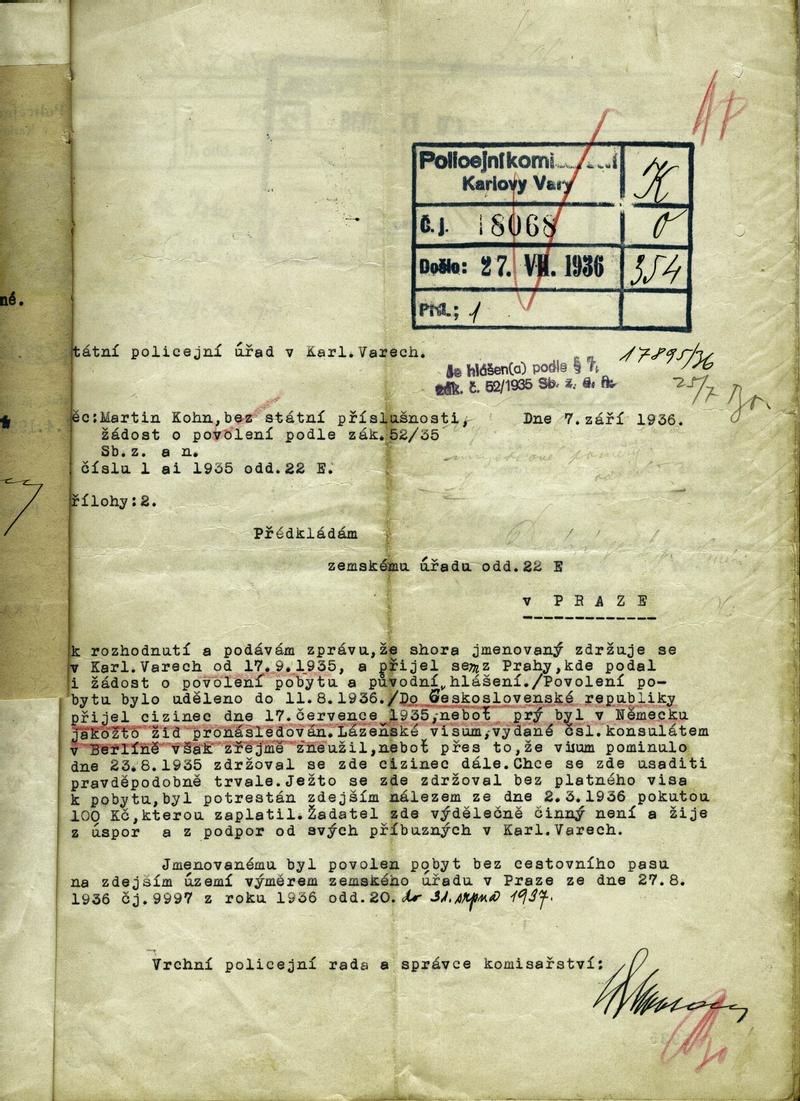 né.
Policejní komi
Karlovy Vary
K
Č.j. 18068
0
Došlo: 27. VII. 1936
354
Příl.; 1
tátní policejní úřad v Karl.Varech.
17895/36
Je hlášen(a) podle § 7,
zák. č. 52/1935 Sb. z. a. n.
25/7
ěc:Martin Kohn,bez státní příslušnosti,
Dne 7.září 1936.
žádost o povolení podle zák.52/35
Sb.z. a n.
číslu 1 ai 1935 odd.22 E.
řílohy:2.
Předkládám
zemskému úřadu odd.22 E
v P R A Z E
k rozhodnutí a podávám zprávu,že shora jmenovaný zdržuje se
v Karl.Varech od 17.9.1935, a přijel sem z Prahy,kde podal
i žádost o povolení pobytu a původní hlášení./Povolení po-
bytu bylo uděleno do 11.8.1936./Do Československé republiky
přijel cizinec dne 17.července 1935,neboť prý byl v Německu
jakožto žid pronásledován.Lázeňské visum,vydané čsl.konsulátem
v Berlíně však zřejmě zneužil,neboť přes to,že visum pominulo
dne 23.8.1935 zdržoval se zde cizinec dále.Chce se zde usaditi
pravděpodobně trvale.Ježto se zde zdržoval bez platného visa
k pobytu,byl potrestán zdejším nálezem ze dne 2.3.1936 pokutou
100 Kč,kterou zaplatil.Žadatel zde výdělečně činný není a žije
z úspor a z podpor od svých příbuzných v Karl.Varech.
Jmenovanému byl povolen pobyt bez cestovního pasu
na zdejším území výměrem zemského úřadu v Praze ze dne 27.8.
1936 čj.9997 z roku 1936 odd.20. do 31. srpna 1937.
Vrchní policejní rada a správce komisařství: